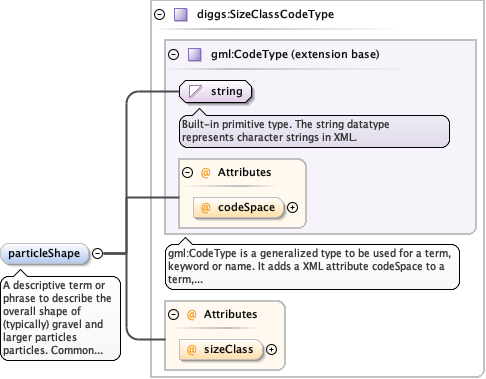 diggs:SizeClassCodeType
gml:CodeType (extension base)
string
Built-in primitive type. The string datatype
represents character strings in XML.
@ Attributes
@ codeSpace
particleShape
gml:CodeType is a generalized type to be used for a term,
keyword or name. It adds a XML attribute codeSpace to a
term,...
A descriptive term or
phrase to describe the
overall shape of
(typically) gravel and
larger particles
particles. Common...
@ Attributes
@ sizeClass